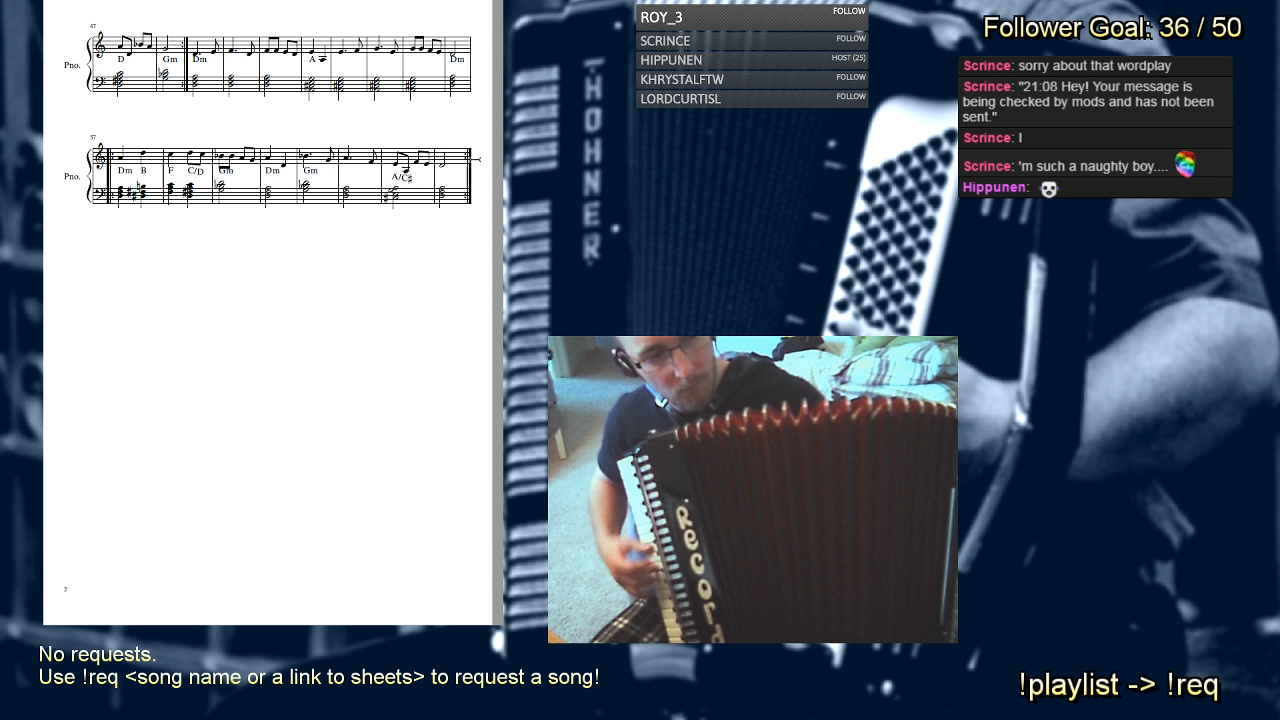 47
Pno.
D Gm Dm A Dm
57
Pno.
Dm B F C/D Gm Dm Gm A/C#
2
HOHNER
ROY_3 FOLLOW
SCRINCE FOLLOW
HIPPUNEN HOST (25)
KHRYSTALFTW FOLLOW
LORDCURTISL FOLLOW
Follower Goal: 36 / 50
Scrince: sorry about that wordplay
Scrince: "21:08 Hey! Your message is
being checked by mods and has not been
sent."
Scrince: I
Scrince: 'm such a naughty boy....
Hippunen:
Record
No requests.
Use !req <song name or a link to sheets> to request a song!
!playlist -> !req